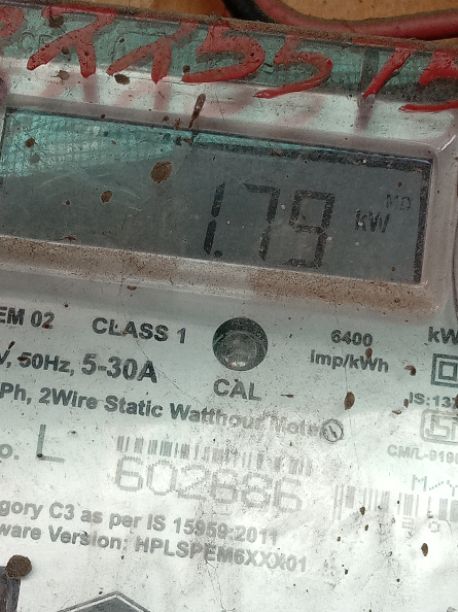 1.79
MD
kW
EM 02
CLASS 1
6400
imp/kWh
kW
V, 50Hz, 5-30A
CAL
Ph, 2Wire Static Watthour Meter
IS:13
o. L
602686
CM/L-919
gory C3 as per IS 15959:2011
ware Version: HPLSPEM6XXX01